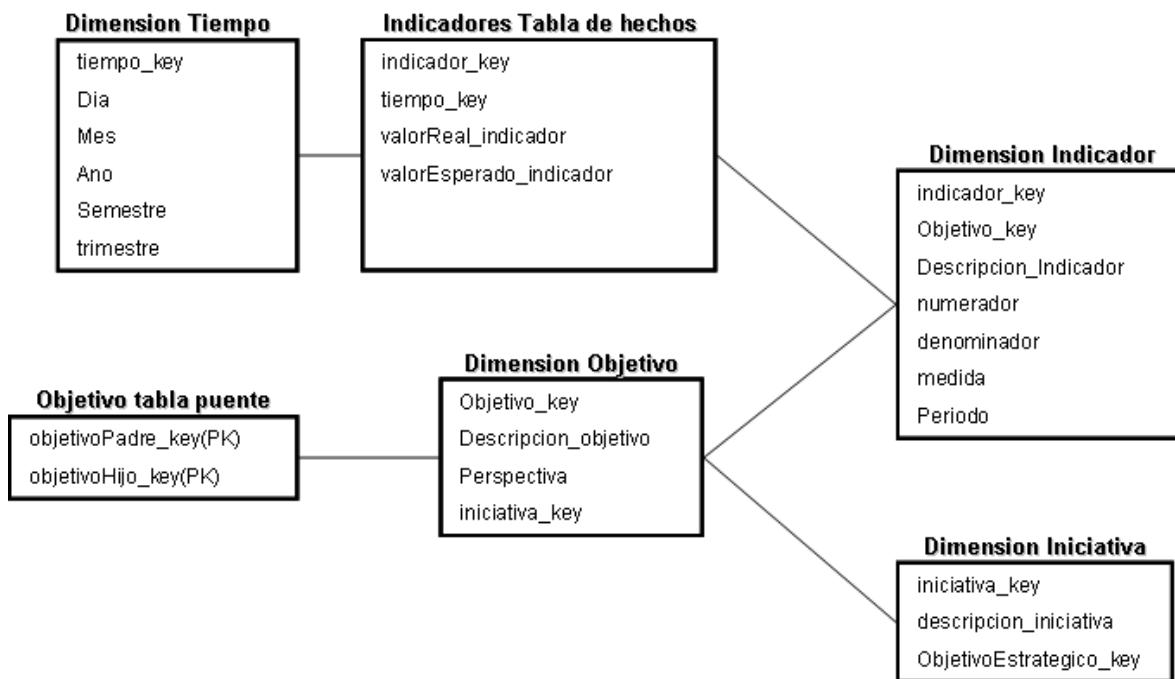 Dimension Tiempo
tiempo_key
Dia
Mes
Ano
Semestre
trimestre
Indicadores Tabla de hechos
indicador_key
tiempo_key
valorReal_indicador
valorEsperado_indicador
Dimension Indicador
indicador_key
Objetivo_key
Descripcion_Indicador
numerador
denominador
medida
Periodo
Objetivo tabla puente
objetivoPadre_key(PK)
objetivoHijo_key(PK)
Dimension Objetivo
Objetivo_key
Descripcion_objetivo
Perspectiva
iniciativa_key
Dimension Iniciativa
iniciativa_key
descripcion_iniciativa
ObjetivoEstrategico_key